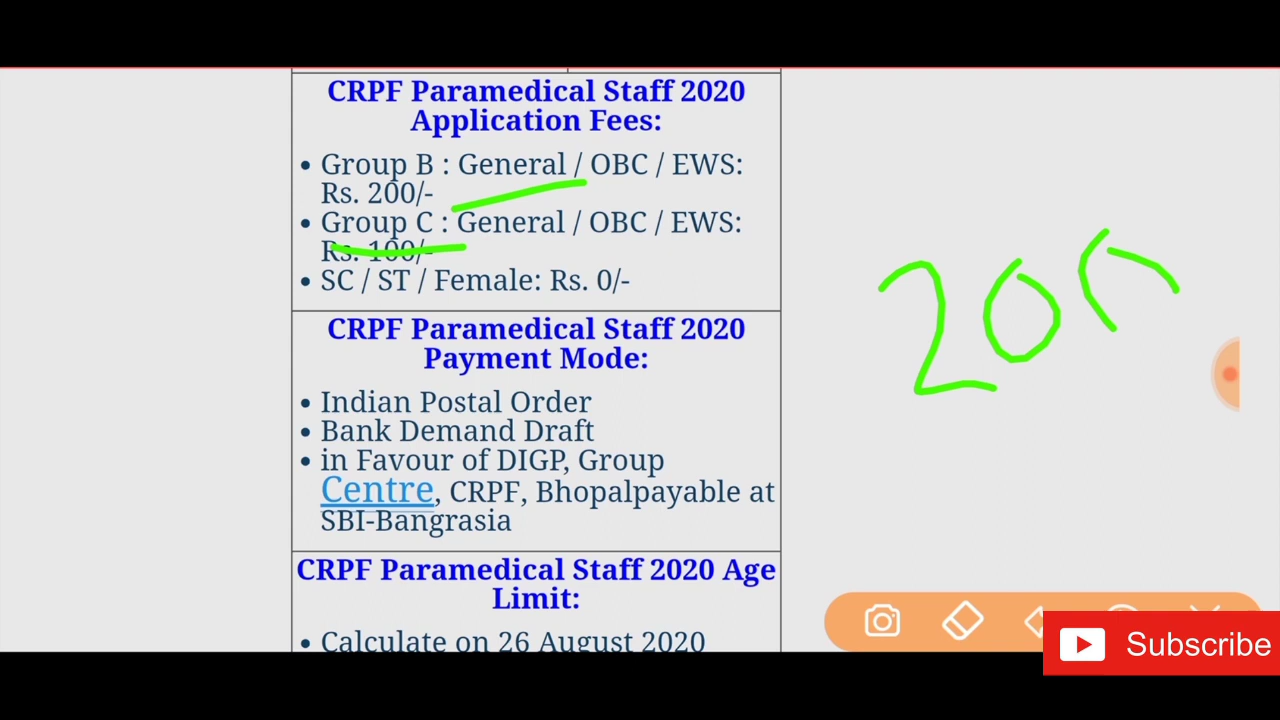 CRPF Paramedical Staff 2020
Application Fees:
• Group B : General / OBC / EWS:
Rs. 200/-
• Group C : General / OBC / EWS:
Rs. 100/-
• SC / ST / Female: Rs. 0/-
CRPF Paramedical Staff 2020
Payment Mode:
• Indian Postal Order
• Bank Demand Draft
• in Favour of DIGP, Group
Centre, CRPF, Bhopalpayable at
SBI-Bangrasia
CRPF Paramedical Staff 2020 Age
Limit:
• Calculate on 26 August 2020
200
Subscribe